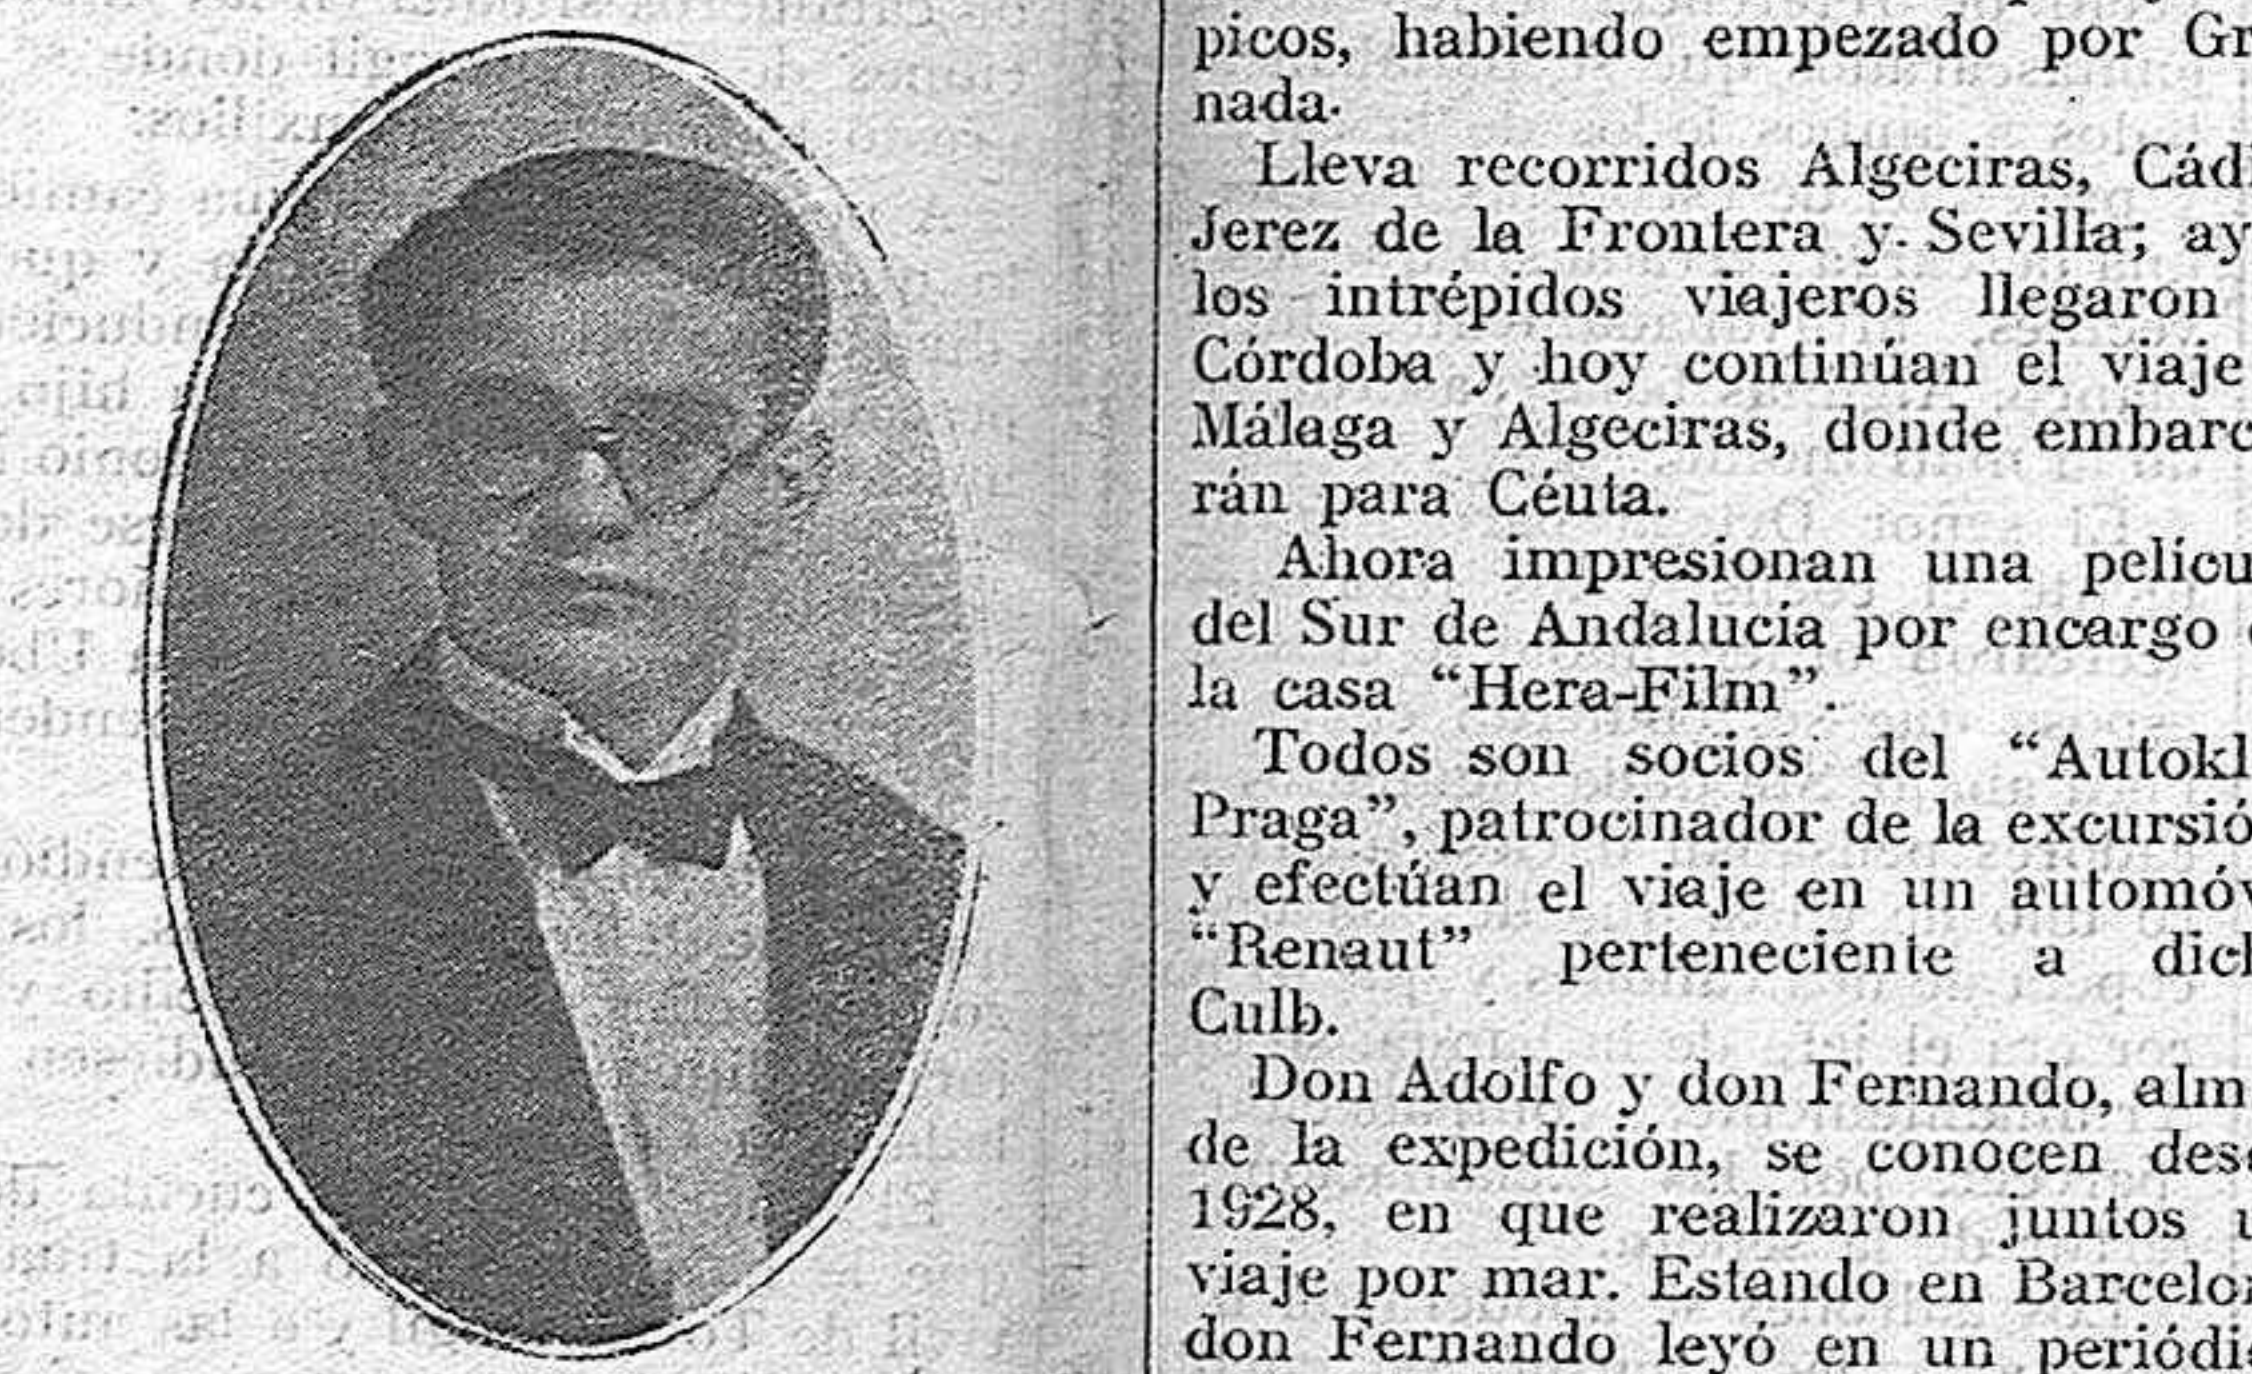 picos, habiendo empezado por Gr
nada.
Lleva recorridos Algeciras, Cádi
Jerez de la Frontera y Sevilla; ay
los intrépidos viajeros llegaron
Córdoba y hoy continúan el viaje
Málaga y Algeciras, donde embarc
rán para Céuta.
Ahora impresionan una pelícu
del Sur de Andalucía por encargo
la casa “Hera-Film”.
Todos son socios del “Autokl
Praga”, patrocinador de la excursió
y efectúan el viaje en un automóv
“Renaut” perteneciente a dich
Culb.
Don Adolfo y don Fernando, alm
de la expedición, se conocen desd
1928, en que realizaron juntos u
viaje por mar. Estando en Barcelon
don Fernando leyó en un periódic